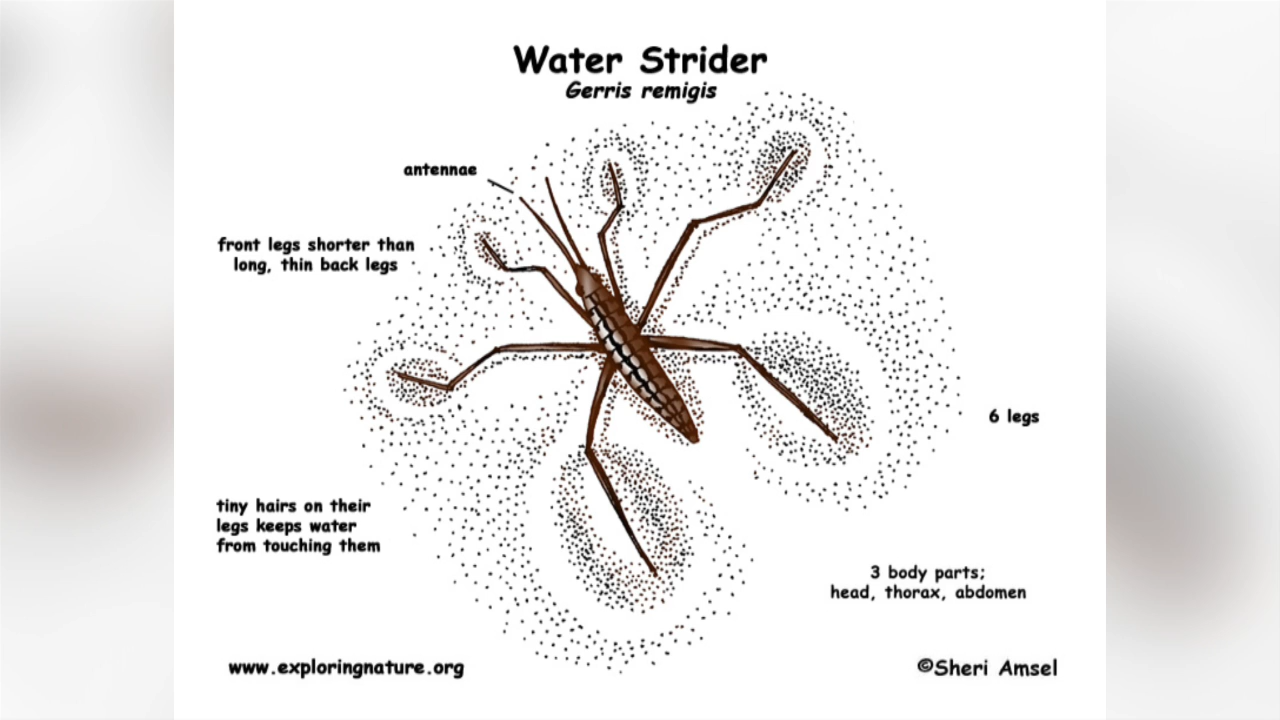 Water Strider
Gerris remigis
antennae
front legs shorter than
long, thin back legs
6 legs
tiny hairs on their
legs keeps water
from touching them
3 body parts;
head, thorax, abdomen
www.exploringnature.org
©Sheri Amsel